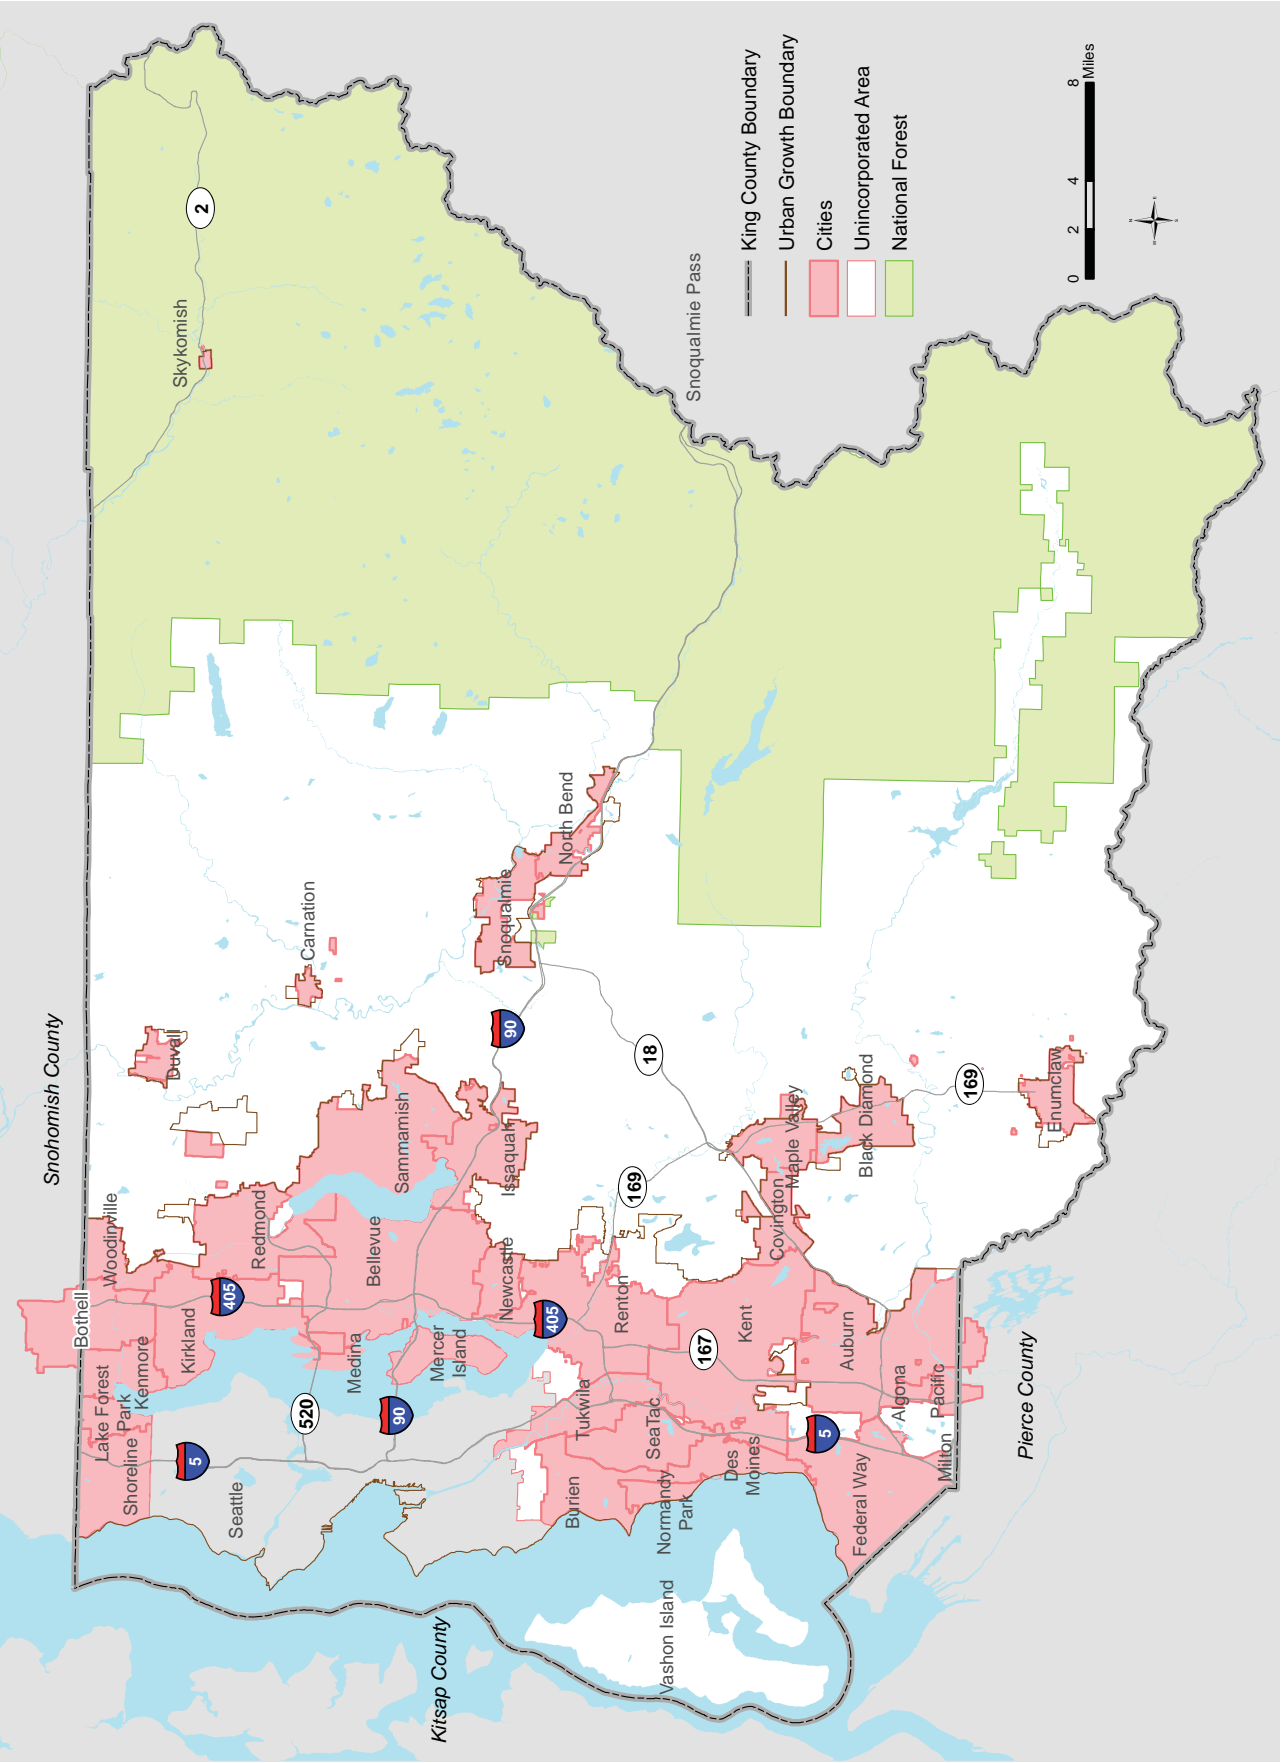 Snohomish County
Skykomish
2
Woodinville
Duvall
Bothell
Lake Forest
Park
Kenmore
Shoreline
Kirkland
405
Redmond
Carnation
5
Seattle
520
Medina
Bellevue
Sammamish
90
Mercer
Island
Newcastle
Issaquah
90
Snoqualmie
North Bend
Snoqualmie Pass
Kitsap County
405
Tukwila
Renton
169
18
Burien
SeaTac
Normandy
Park
Des
Moines
167
Kent
Covington
Maple Valley
Vashon Island
5
Federal Way
Auburn
Black Diamond
Algona
Pacific
Milton
169
Enumclaw
Pierce County
King County Boundary
Urban Growth Boundary
Cities
Unincorporated Area
National Forest
0 2 4 8
Miles